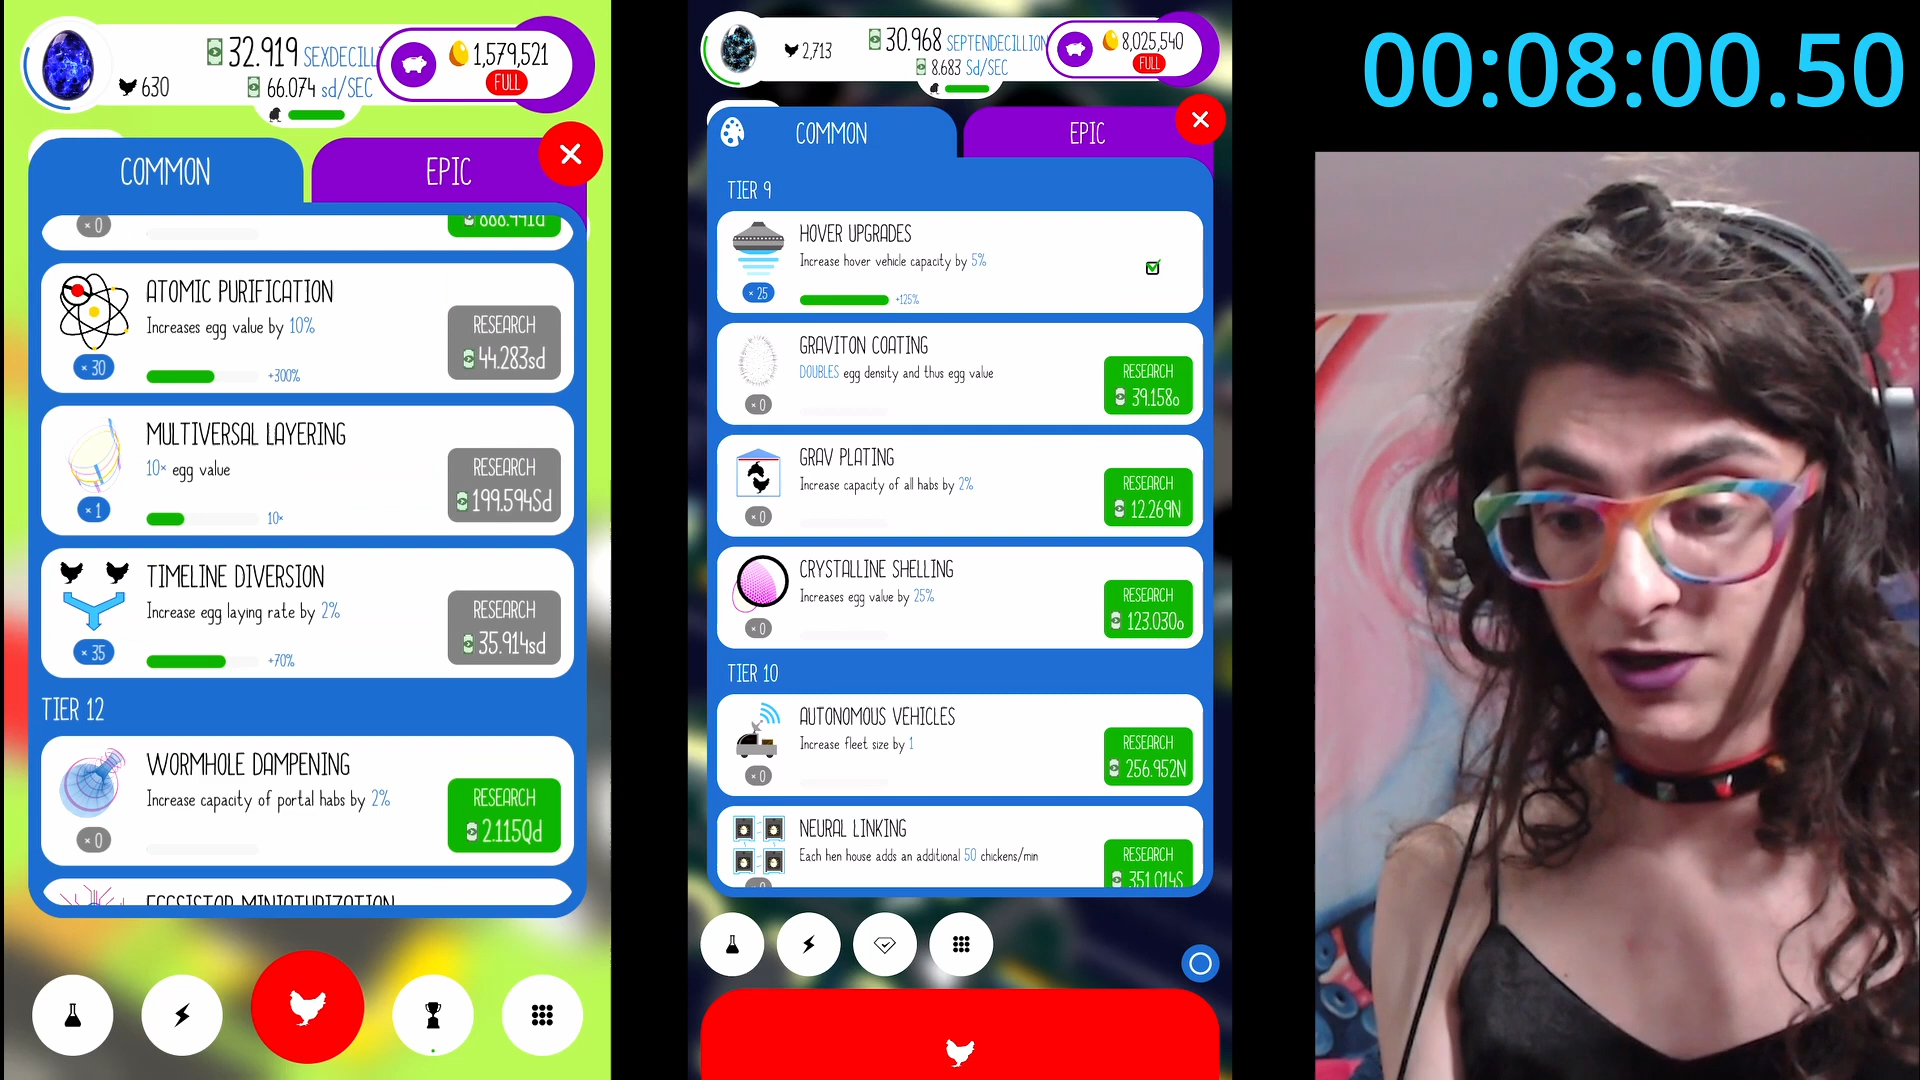 32.919 SEXDECILL
630
66.074 sd/SEC
1,579,521
FULL
COMMON
EPIC
× 0
ATOMIC PURIFICATION
Increases egg value by 10%
× 30
+300%
RESEARCH
44.283sd
MULTIVERSAL LAYERING
10× egg value
× 1
10×
RESEARCH
199.594Sd
TIMELINE DIVERSION
Increase egg laying rate by 2%
× 35
+70%
RESEARCH
35.914sd
TIER 12
WORMHOLE DAMPENING
Increase capacity of portal habs by 2%
× 0
RESEARCH
2.115Qd
2,713
30.968 SEPTENDECILLION
8.683 Sd/SEC
8,025,540
FULL
COMMON
EPIC
TIER 9
HOVER UPGRADES
Increase hover vehicle capacity by 5%
× 25
+125%
GRAVITON COATING
DOUBLES egg density and thus egg value
× 0
RESEARCH
39.158o
GRAV PLATING
Increase capacity of all habs by 2%
× 0
RESEARCH
12.269N
CRYSTALLINE SHELLING
Increases egg value by 25%
× 0
RESEARCH
123.030o
TIER 10
AUTONOMOUS VEHICLES
Increase fleet size by 1
× 0
RESEARCH
256.952N
NEURAL LINKING
Each hen house adds an additional 50 chickens/min
RESEARCH
351.014S
00:08:00.50